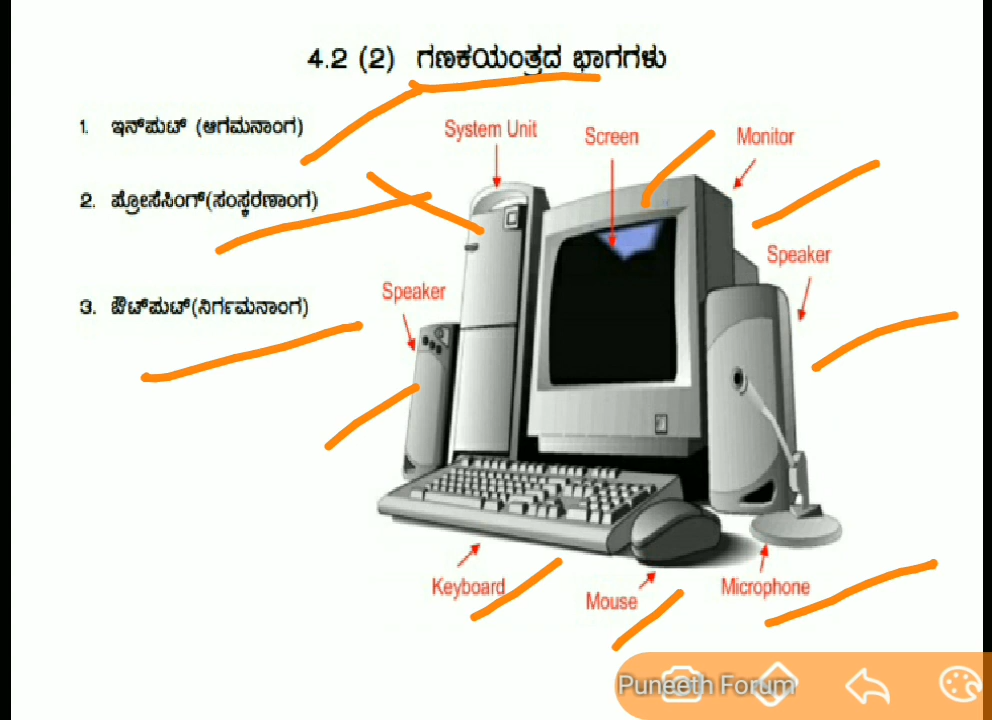 4.2 (2) ಗಣಕಯಂತ್ರದ ಭಾಗಗಳು
1. ಇನ್‌ಪುಟ್ (ಆಗಮನಾಂಗ)
2. ಪ್ರೋಸೆಸಿಂಗ್(ಸಂಸ್ಕರಣಾಂಗ)
3. ಔಟ್‌ಪುಟ್(ನಿರ್ಗಮನಾಂಗ)
System Unit
Screen
Monitor
Speaker
Speaker
Keyboard
Mouse
Microphone
Puneeth Forum